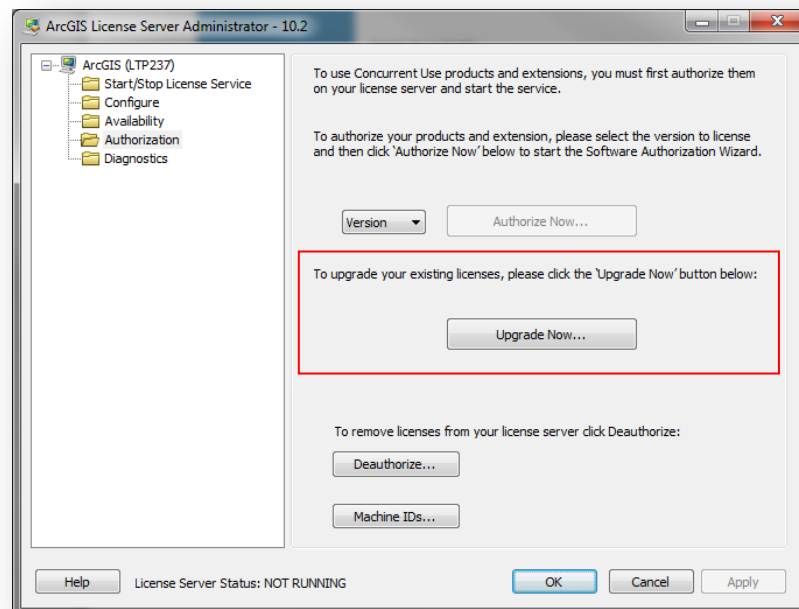 ArcGIS License Server Administrator - 10.2
ArcGIS (LTP237)
Start/Stop License Service
Configure
Availability
Authorization
Diagnostics
To use Concurrent Use products and extensions, you must first authorize them
on your license server and start the service.
To authorize your products and extension, please select the version to license
and then click 'Authorize Now' below to start the Software Authorization Wizard.
Version
Authorize Now...
To upgrade your existing licenses, please click the 'Upgrade Now' button below:
Upgrade Now...
To remove licenses from your license server click Deauthorize:
Deauthorize...
Machine IDs...
Help
License Server Status: NOT RUNNING
OK
Cancel
Apply